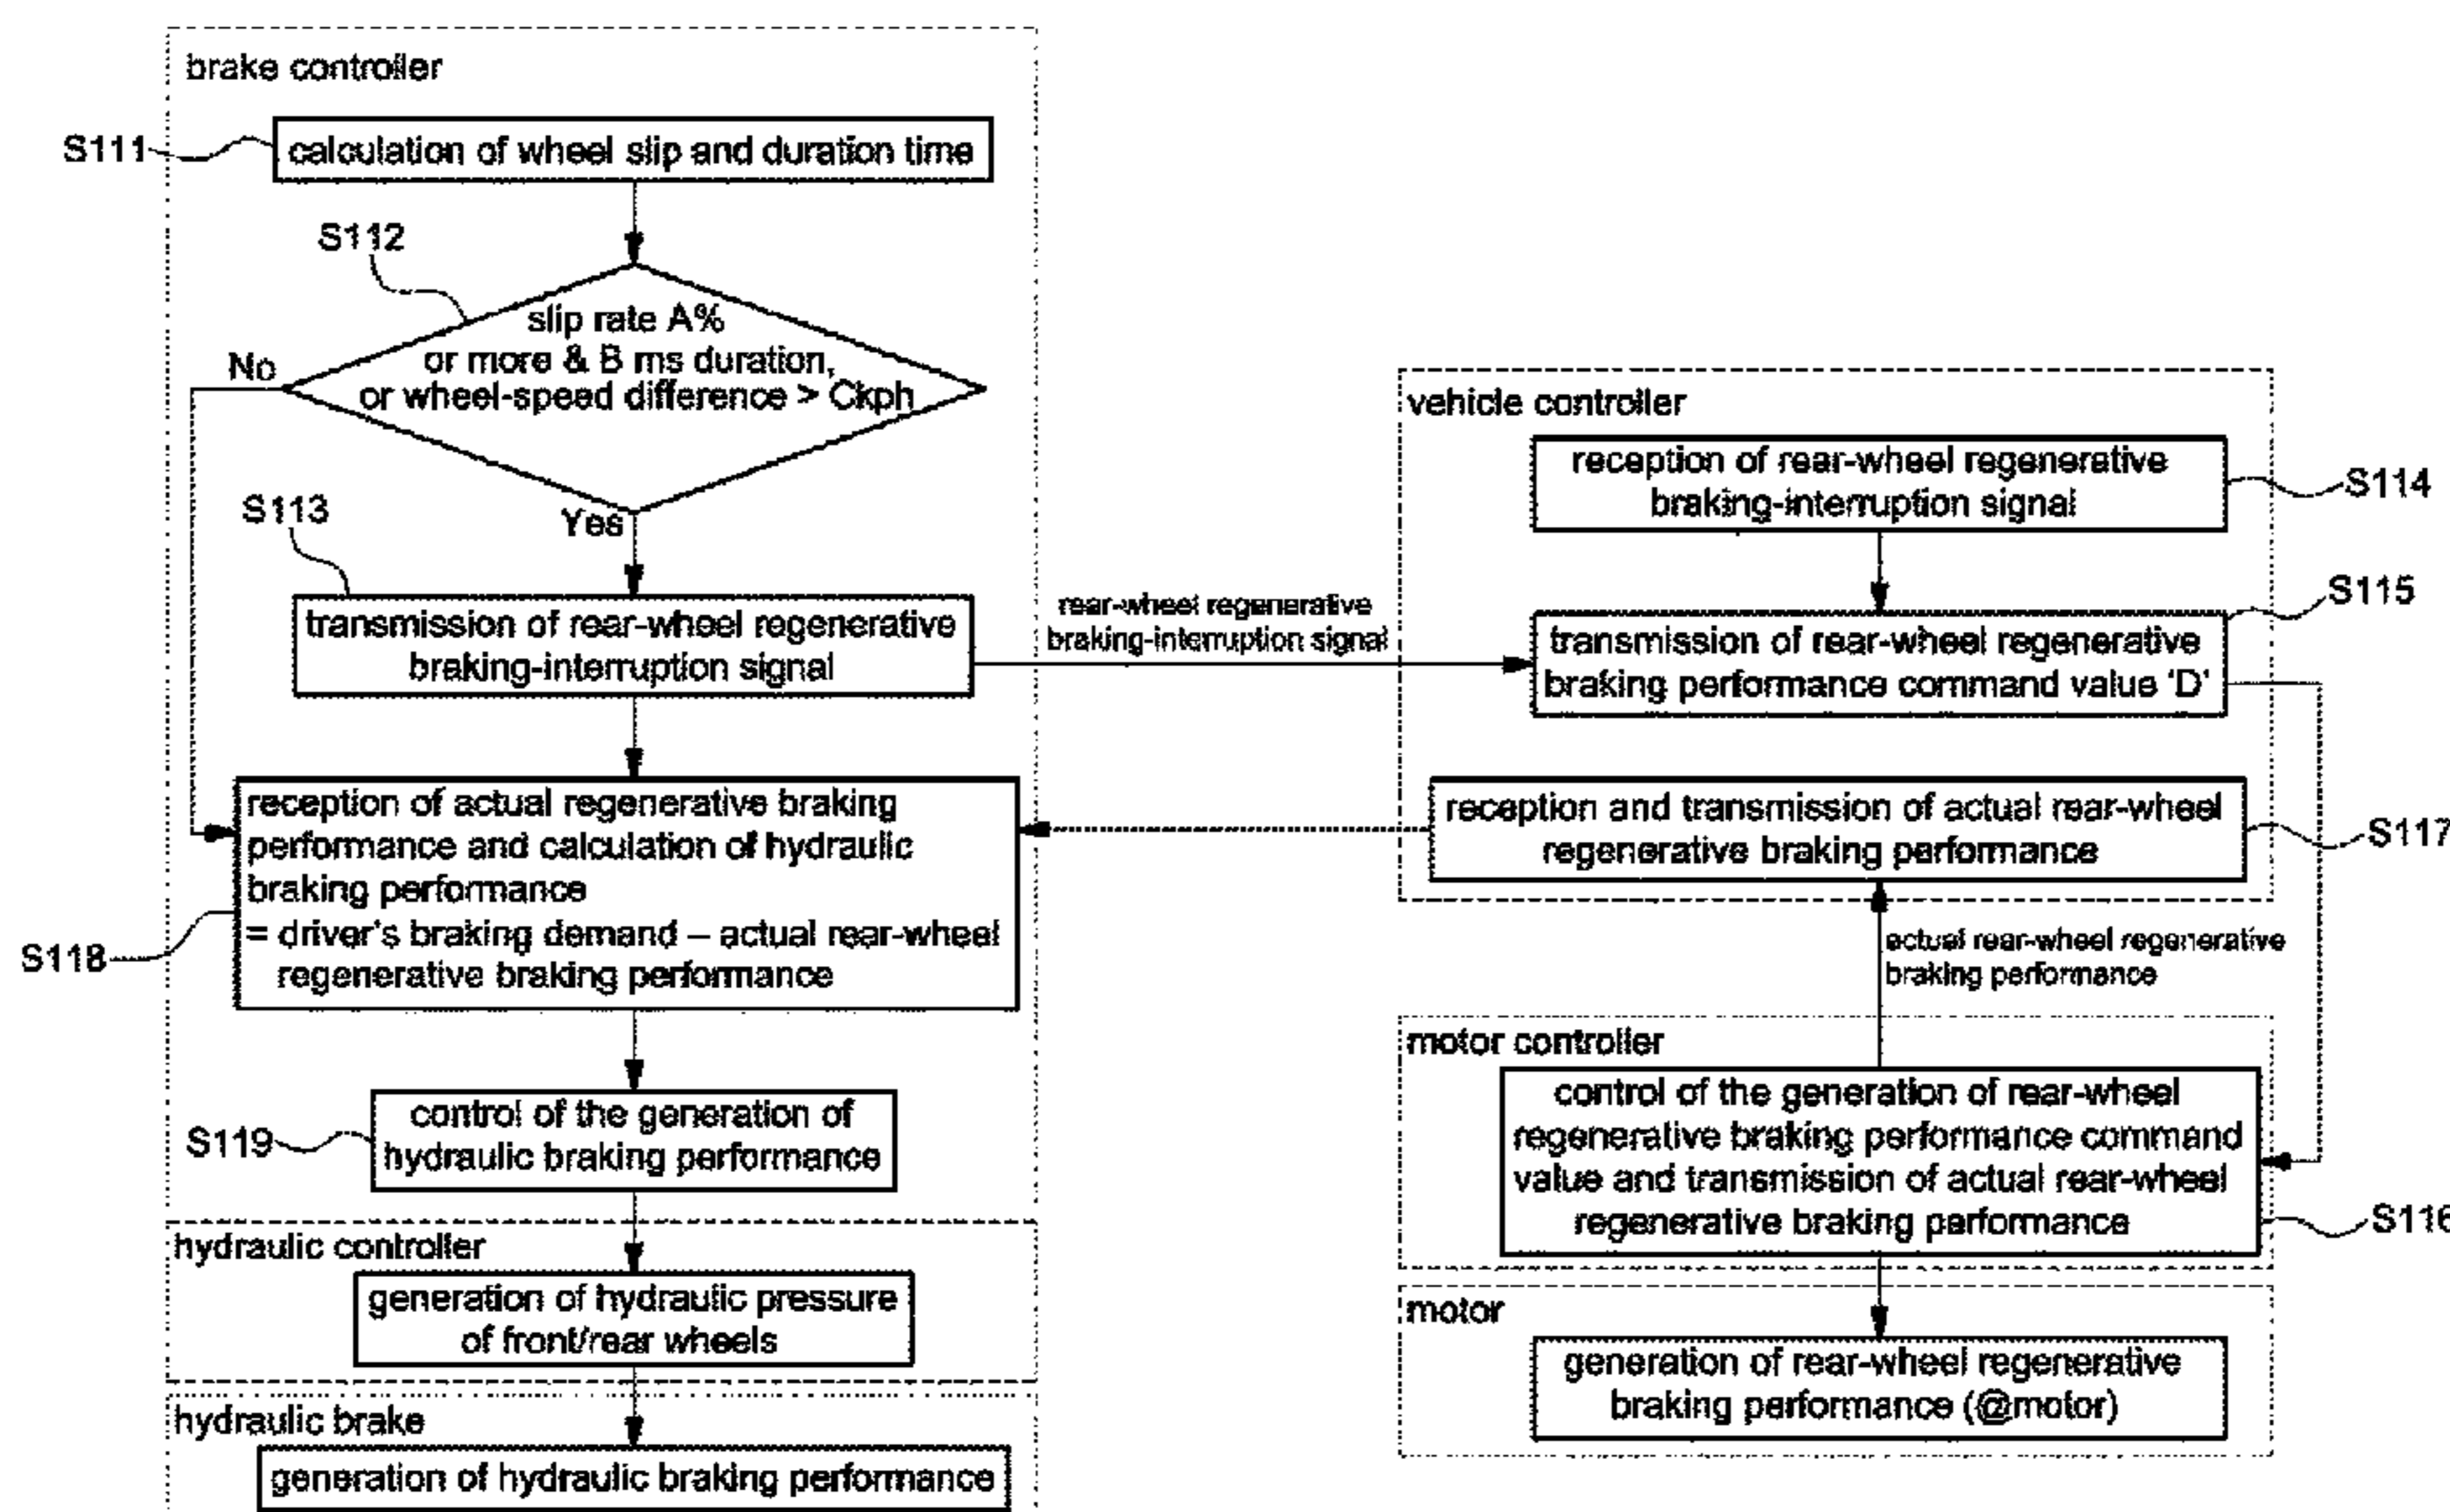 brake controller
S111
calculation of wheel slip and duration time
S112
slip rate A%
or more & B ms duration,
or wheel-speed difference > Ckph
No
Yes
S113
transmission of rear-wheel regenerative
braking-interruption signal
rear-wheel regenerative
braking-interruption signal
vehicle controller
reception of rear-wheel regenerative
braking-interruption signal
S114
S115
transmission of rear-wheel regenerative
braking performance command value 'D'
reception and transmission of actual rear-wheel
regenerative braking performance
S117
reception of actual regenerative braking
performance and calculation of hydraulic
braking performance
= driver's braking demand – actual rear-wheel
regenerative braking performance
S118
actual rear-wheel regenerative
braking performance
motor controller
control of the generation of rear-wheel
regenerative braking performance command
value and transmission of actual rear-wheel
regenerative braking performance
S116
S119
control of the generation of
hydraulic braking performance
hydraulic controller
generation of hydraulic pressure
of front/rear wheels
motor
generation of rear-wheel regenerative
braking performance (@motor)
hydraulic brake
generation of hydraulic braking performance